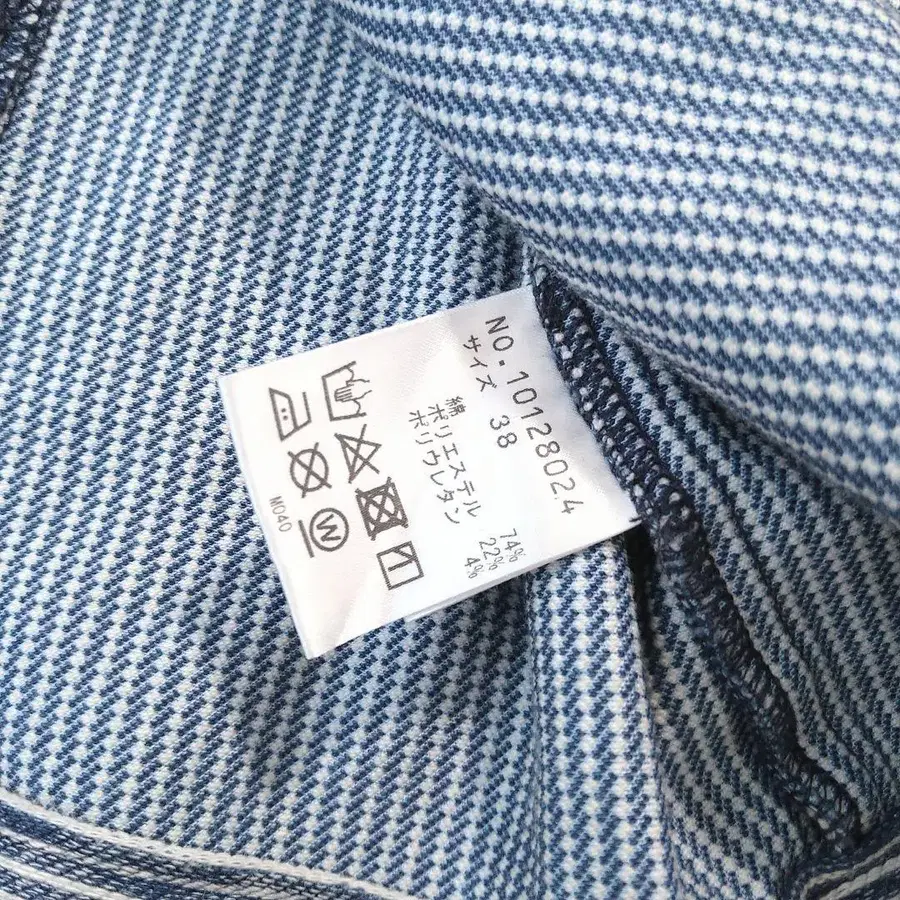 NO.10128024
サイズ 38
綿 74%
ポリエステル 22%
ポリウレタン 4%
W
M040